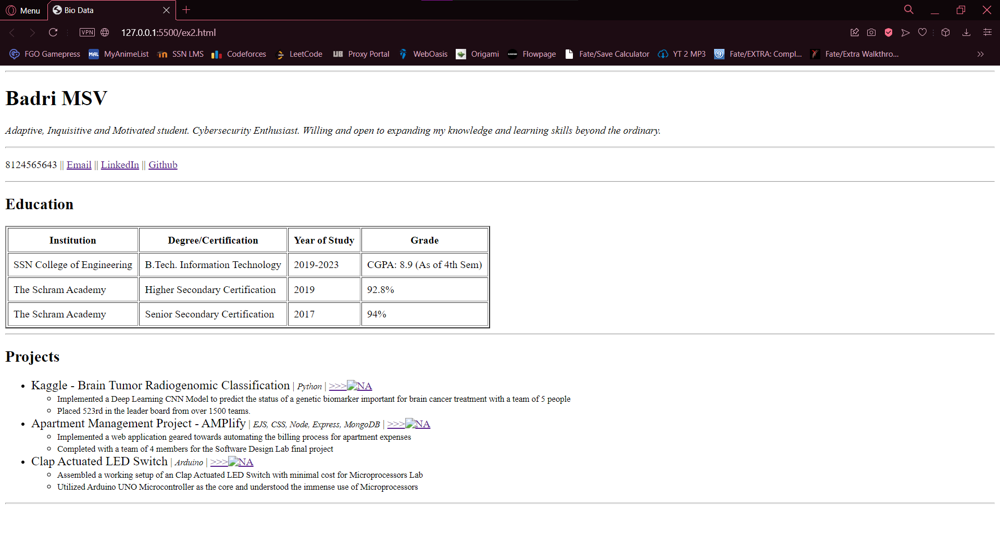 Menu Bio Data
VPN 127.0.0.1:5500/ex2.html
FGO Gamepress MAL MyAnimeList SSN LMS Codeforces LeetCode UB Proxy Portal WebOasis Origami Flowpage Fate/Save Calculator YT 2 MP3 Fate/EXTRA: Compl... Fate/Extra Walkthro...
Badri MSV
Adaptive, Inquisitive and Motivated student. Cybersecurity Enthusiast. Willing and open to expanding my knowledge and learning skills beyond the ordinary.
8124565643 || Email || LinkedIn || Github
Education
Institution Degree/Certification Year of Study Grade
SSN College of Engineering B.Tech. Information Technology 2019-2023 CGPA: 8.9 (As of 4th Sem)
The Schram Academy Higher Secondary Certification 2019 92.8%
The Schram Academy Senior Secondary Certification 2017 94%
Projects
Kaggle - Brain Tumor Radiogenomic Classification | Python | >>>NA
Implemented a Deep Learning CNN Model to predict the status of a genetic biomarker important for brain cancer treatment with a team of 5 people
Placed 523rd in the leader board from over 1500 teams.
Apartment Management Project - AMPlify | EJS, CSS, Node, Express, MongoDB | >>>NA
Implemented a web application geared towards automating the billing process for apartment expenses
Completed with a team of 4 members for the Software Design Lab final project
Clap Actuated LED Switch | Arduino | >>>NA
Assembled a working setup of an Clap Actuated LED Switch with minimal cost for Microprocessors Lab
Utilized Arduino UNO Microcontroller as the core and understood the immense use of Microprocessors